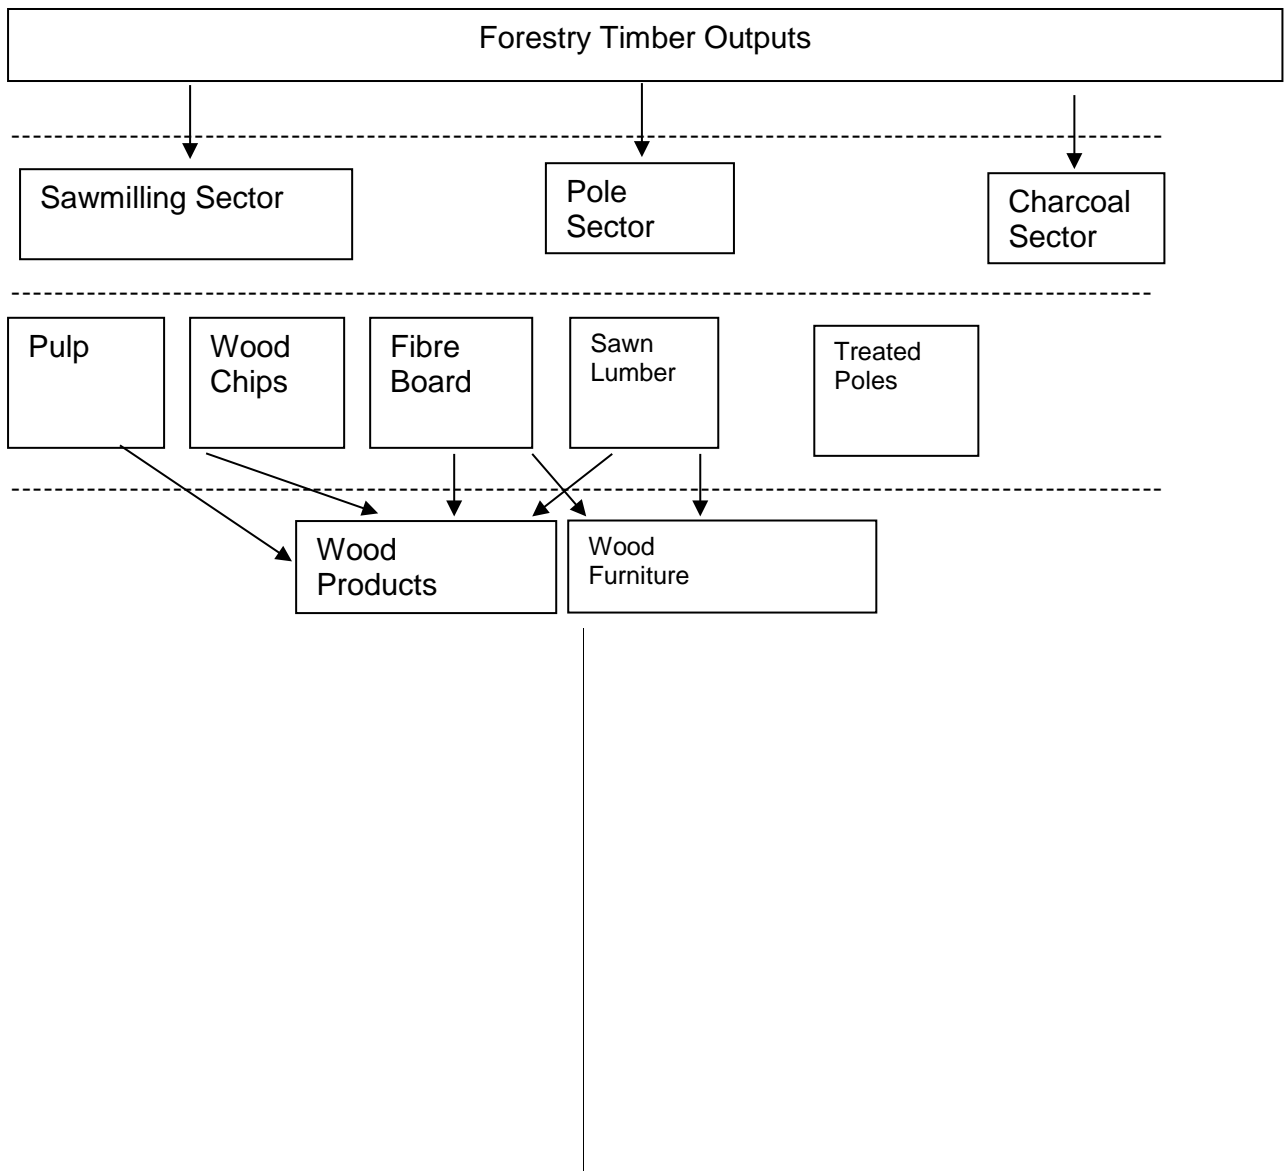 Forestry Timber Outputs
Sawmilling Sector
Pole
Sector
Charcoal
Sector
Pulp
Wood
Chips
Fibre
Board
Sawn
Lumber
Treated
Poles
Wood
Products
Wood
Furniture